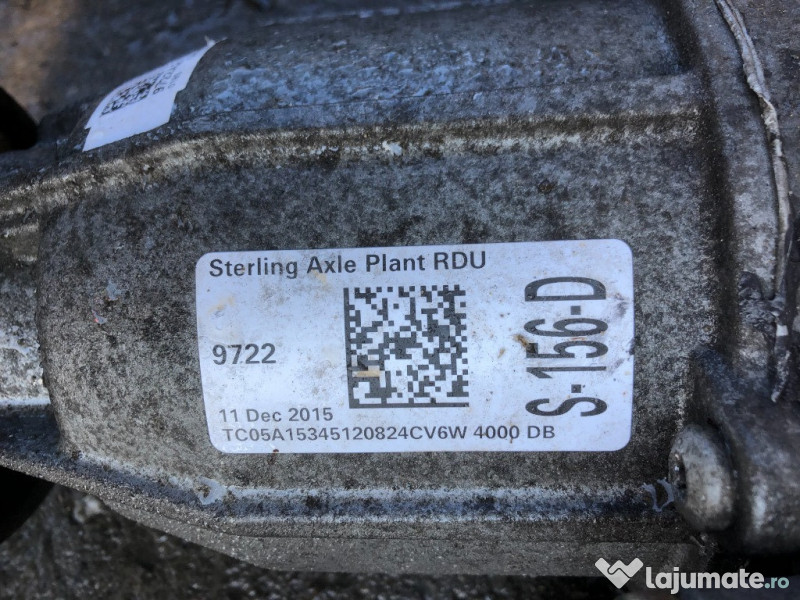 Sterling Axle Plant RDU
9722
S-156-D
11 Dec 2015
TC05A15345120824CV6W 4000 DB
lajumate.ro